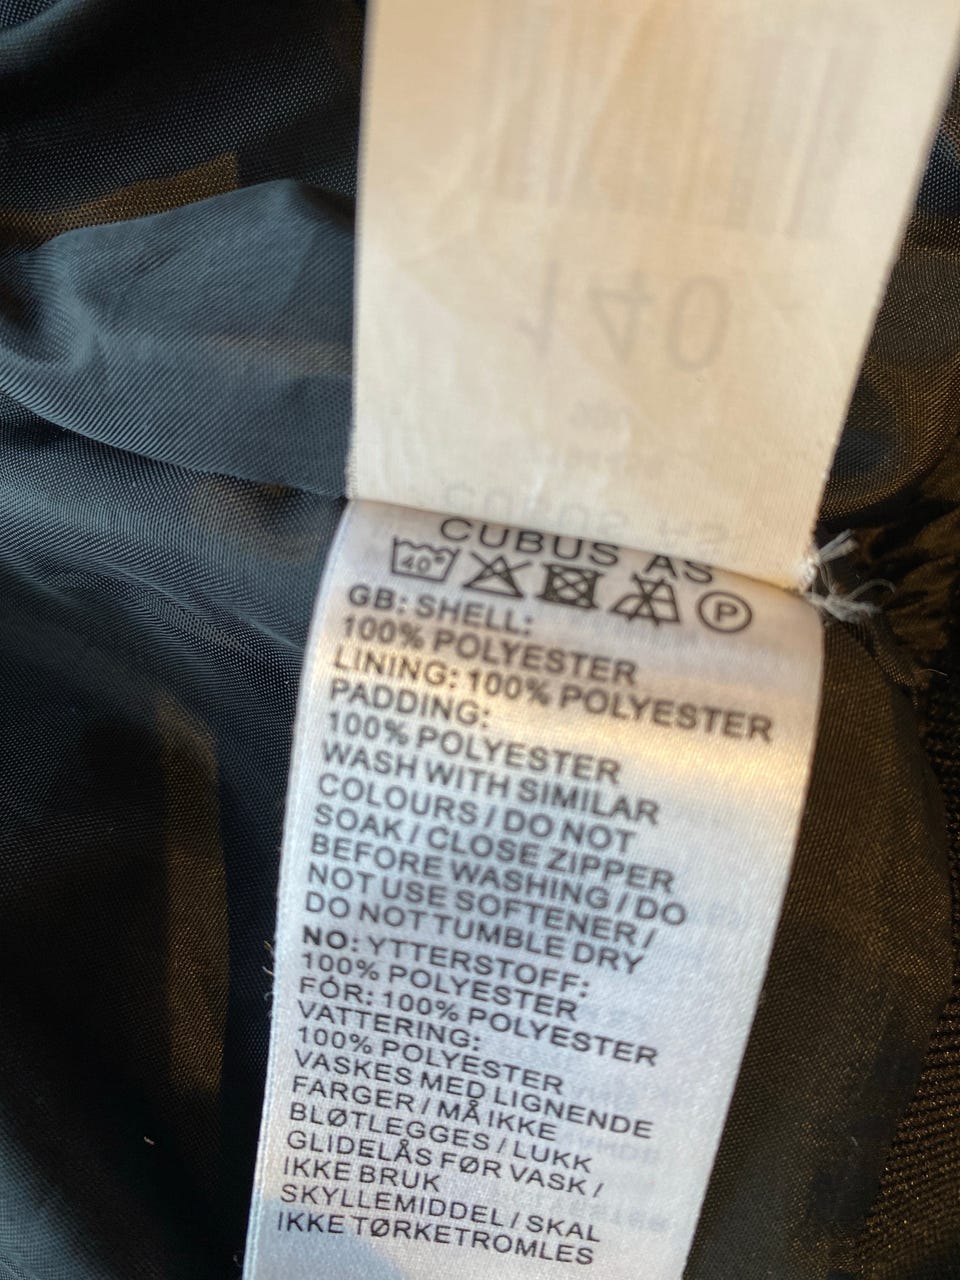 140
CUBUS AS
40°
P
GB: SHELL:
100% POLYESTER
LINING: 100% POLYESTER
PADDING:
100% POLYESTER
WASH WITH SIMILAR
COLOURS / DO NOT
SOAK / CLOSE ZIPPER
BEFORE WASHING / DO
NOT USE SOFTENER /
DO NOT TUMBLE DRY
NO: YTTERSTOFF:
100% POLYESTER
FÓR: 100% POLYESTER
VATTERING:
100% POLYESTER
VASKES MED LIGNENDE
FARGER / MÅ IKKE
BLØTLEGGES / LUKK
GLIDELÅS FØR VASK /
IKKE BRUK
SKYLLEMIDDEL / SKAL
IKKE TØRKETROMLES